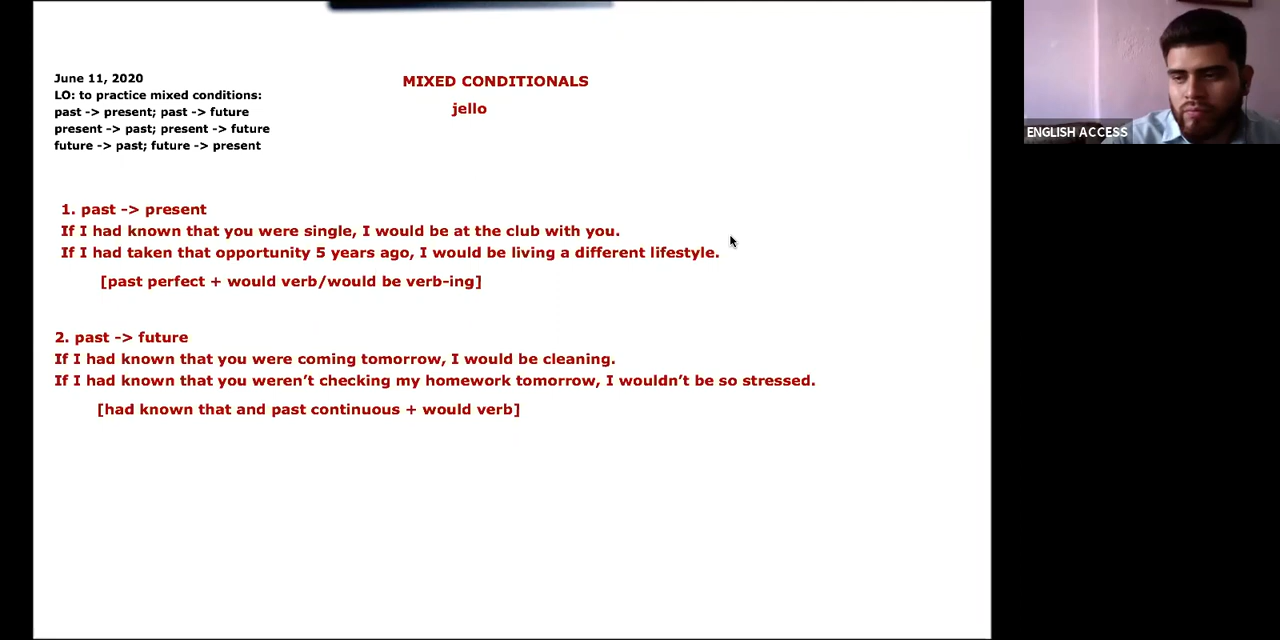 June 11, 2020
LO: to practice mixed conditions:
past -> present; past -> future
present -> past; present -> future
future -> past; future -> present
MIXED CONDITIONALS
jello
1. past -> present
If I had known that you were single, I would be at the club with you.
If I had taken that opportunity 5 years ago, I would be living a different lifestyle.
[past perfect + would verb/would be verb-ing]
2. past -> future
If I had known that you were coming tomorrow, I would be cleaning.
If I had known that you weren’t checking my homework tomorrow, I wouldn’t be so stressed.
[had known that and past continuous + would verb]
ENGLISH ACCESS